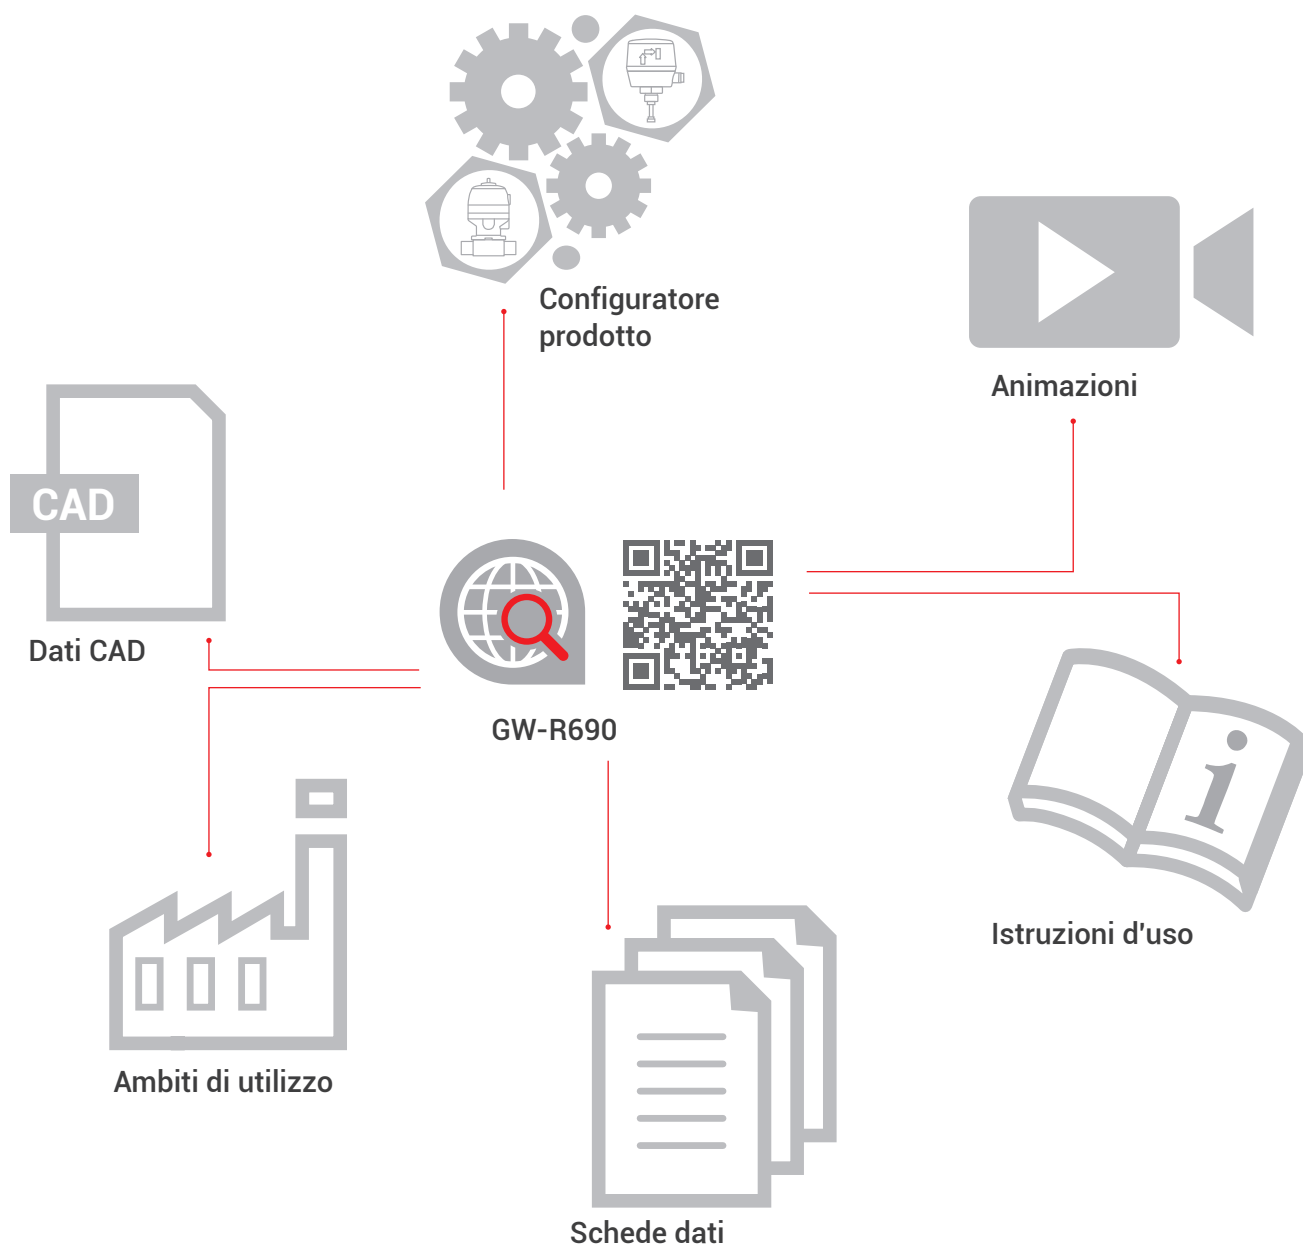 Configuratore
prodotto
Animazioni
CAD
Dati CAD
GW-R690
i
Istruzioni d'uso
Ambiti di utilizzo
Schede dati